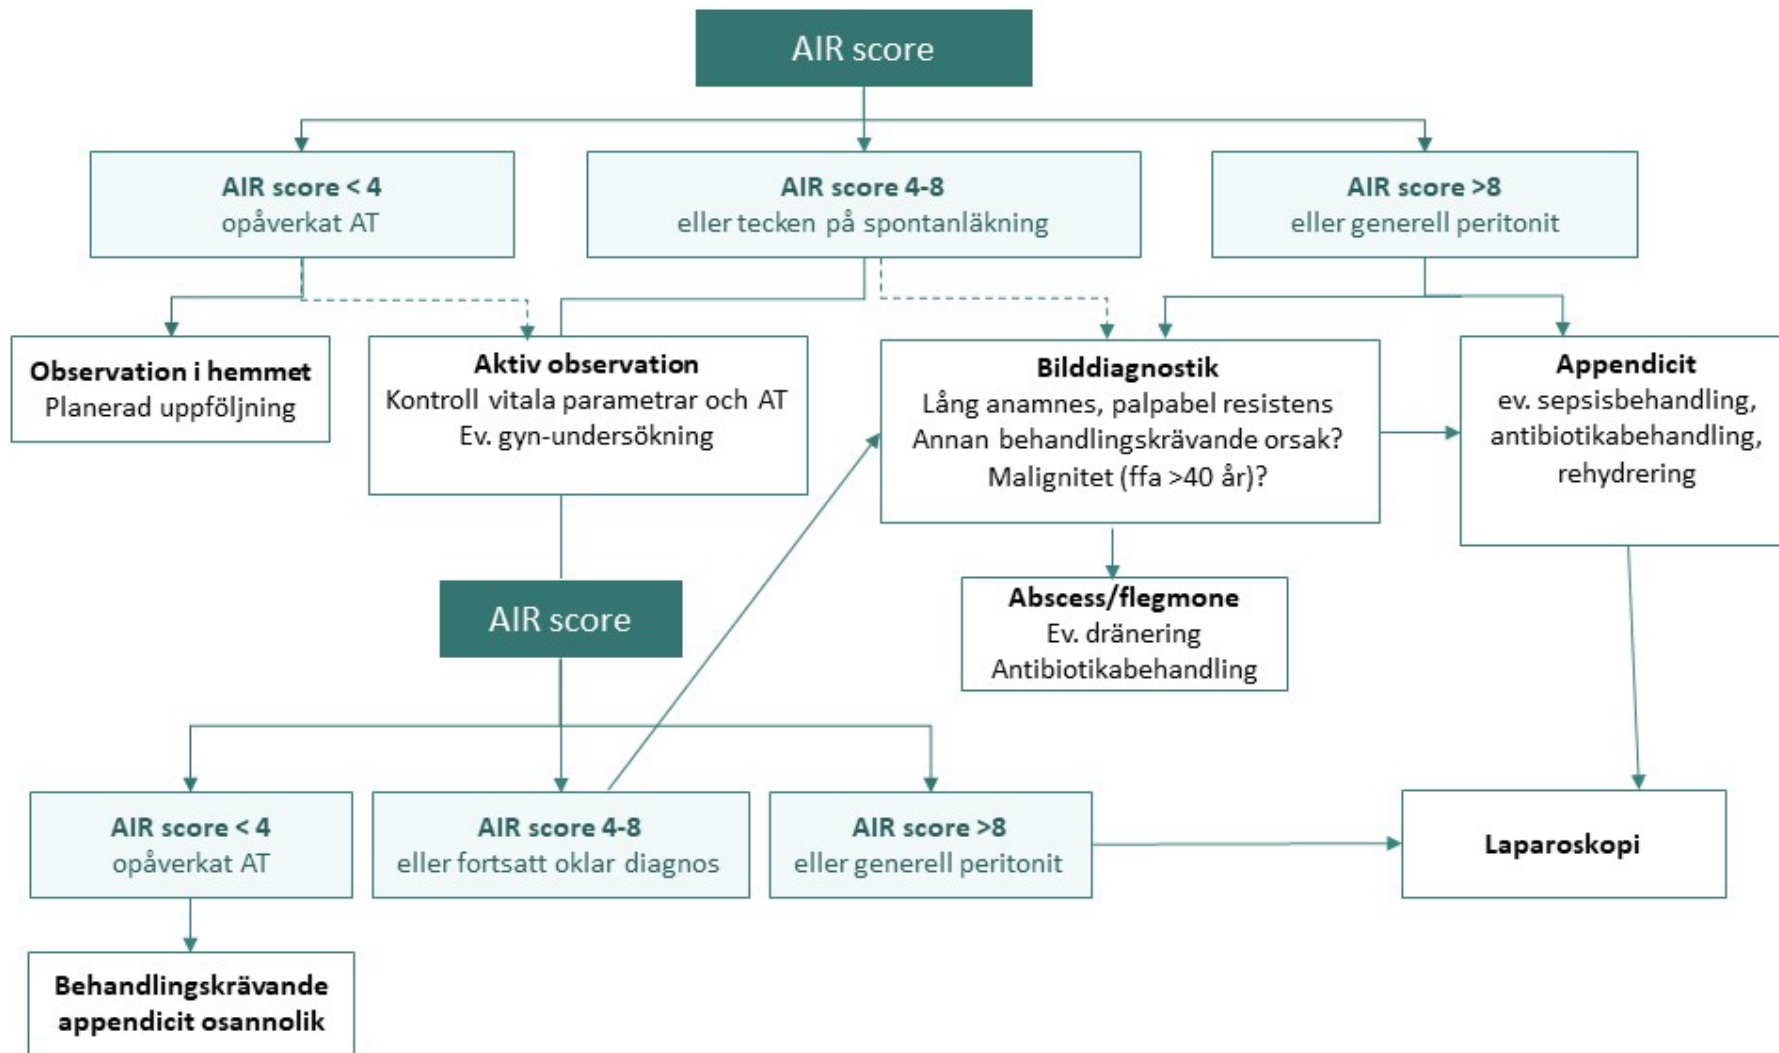 AIR score
AIR score < 4
opåverkat AT
AIR score 4-8
eller tecken på spontanläkning
AIR score >8
eller generell peritonit
Observation i hemmet
Planerad uppföljning
Aktiv observation
Kontroll vitala parametrar och AT
Ev. gyn-undersökning
Bilddiagnostik
Lång anamnes, palpabel resistens
Annan behandlingskrävande orsak?
Malignitet (ffa >40 år)?
Appendicit
ev. sepsisbehandling,
antibiotikabehandling,
rehydrering
Abscess/flegmone
Ev. dränering
Antibiotikabehandling
AIR score
AIR score < 4
opåverkat AT
AIR score 4-8
eller fortsatt oklar diagnos
AIR score >8
eller generell peritonit
Laparoskopi
Behandlingskrävande
appendicit osannolik